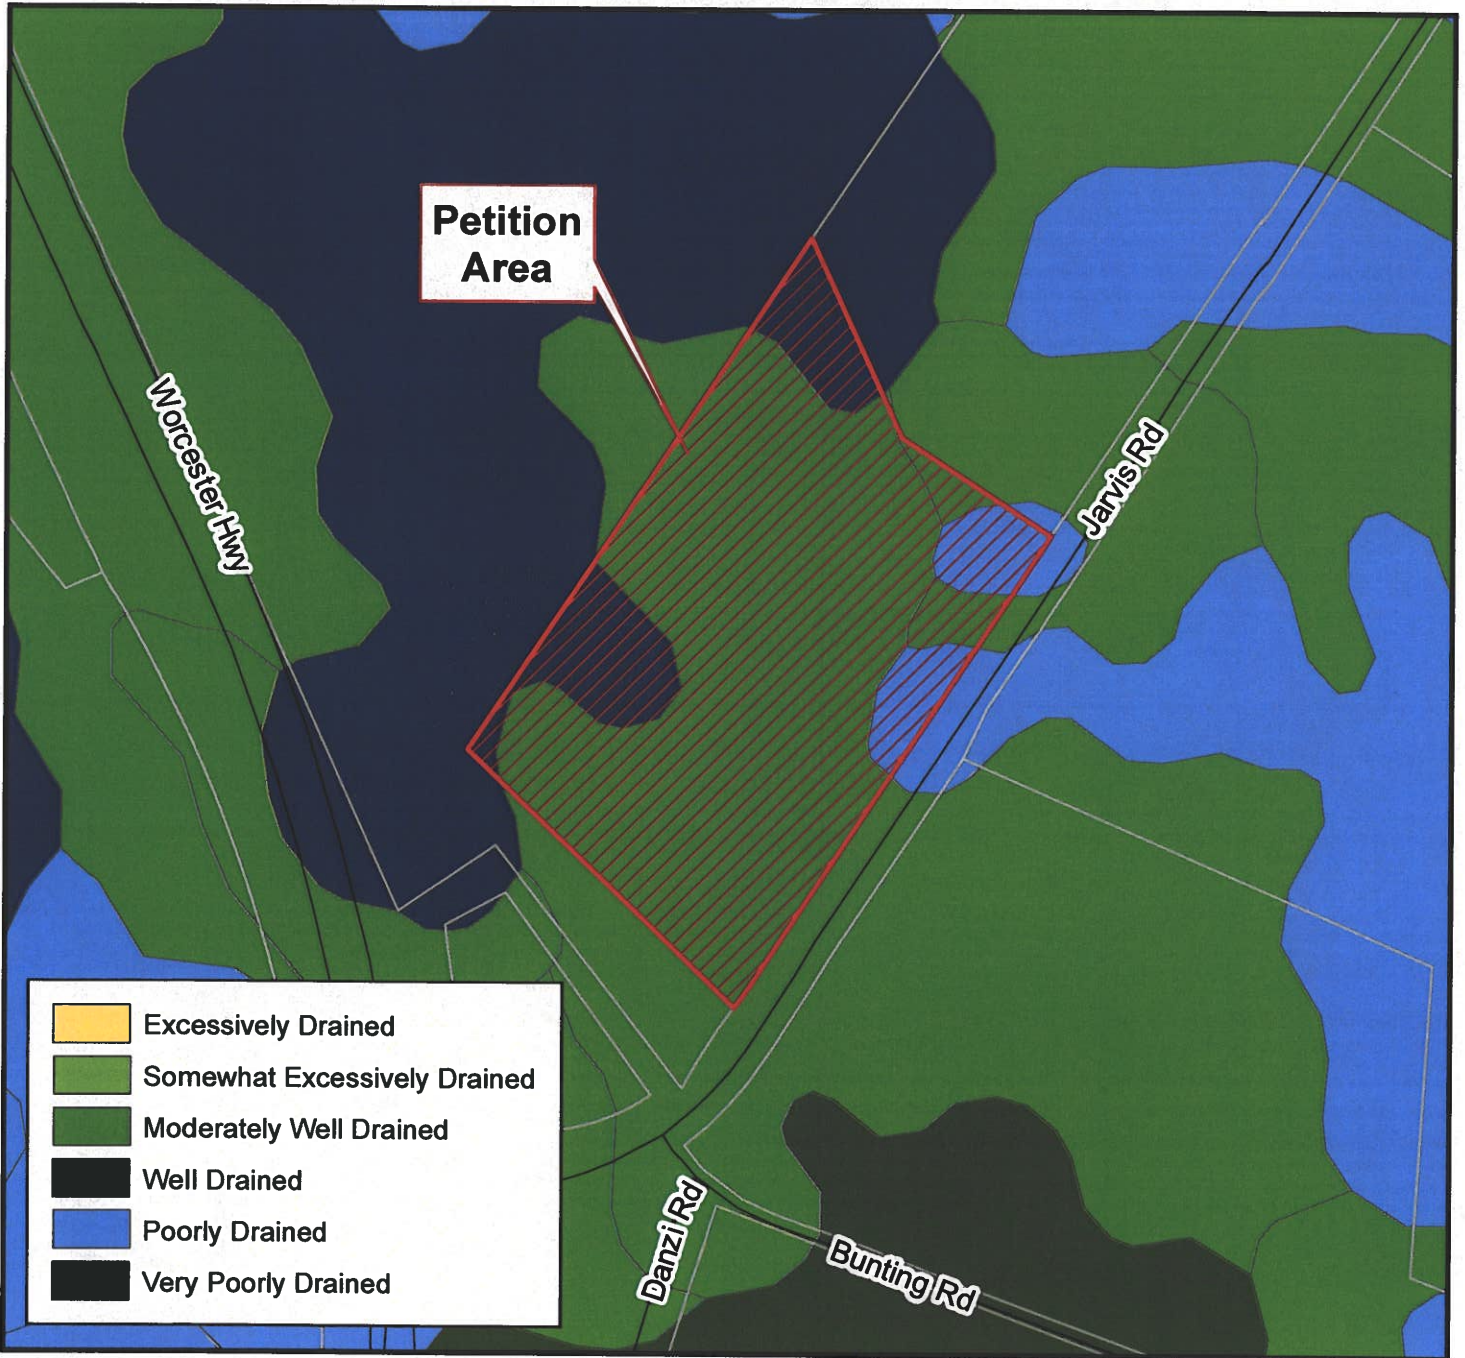 Petition
Area
Worcester Hwy
Jarvis Rd
Danzi Rd
Bunting Rd
Excessively Drained
Somewhat Excessively Drained
Moderately Well Drained
Well Drained
Poorly Drained
Very Poorly Drained